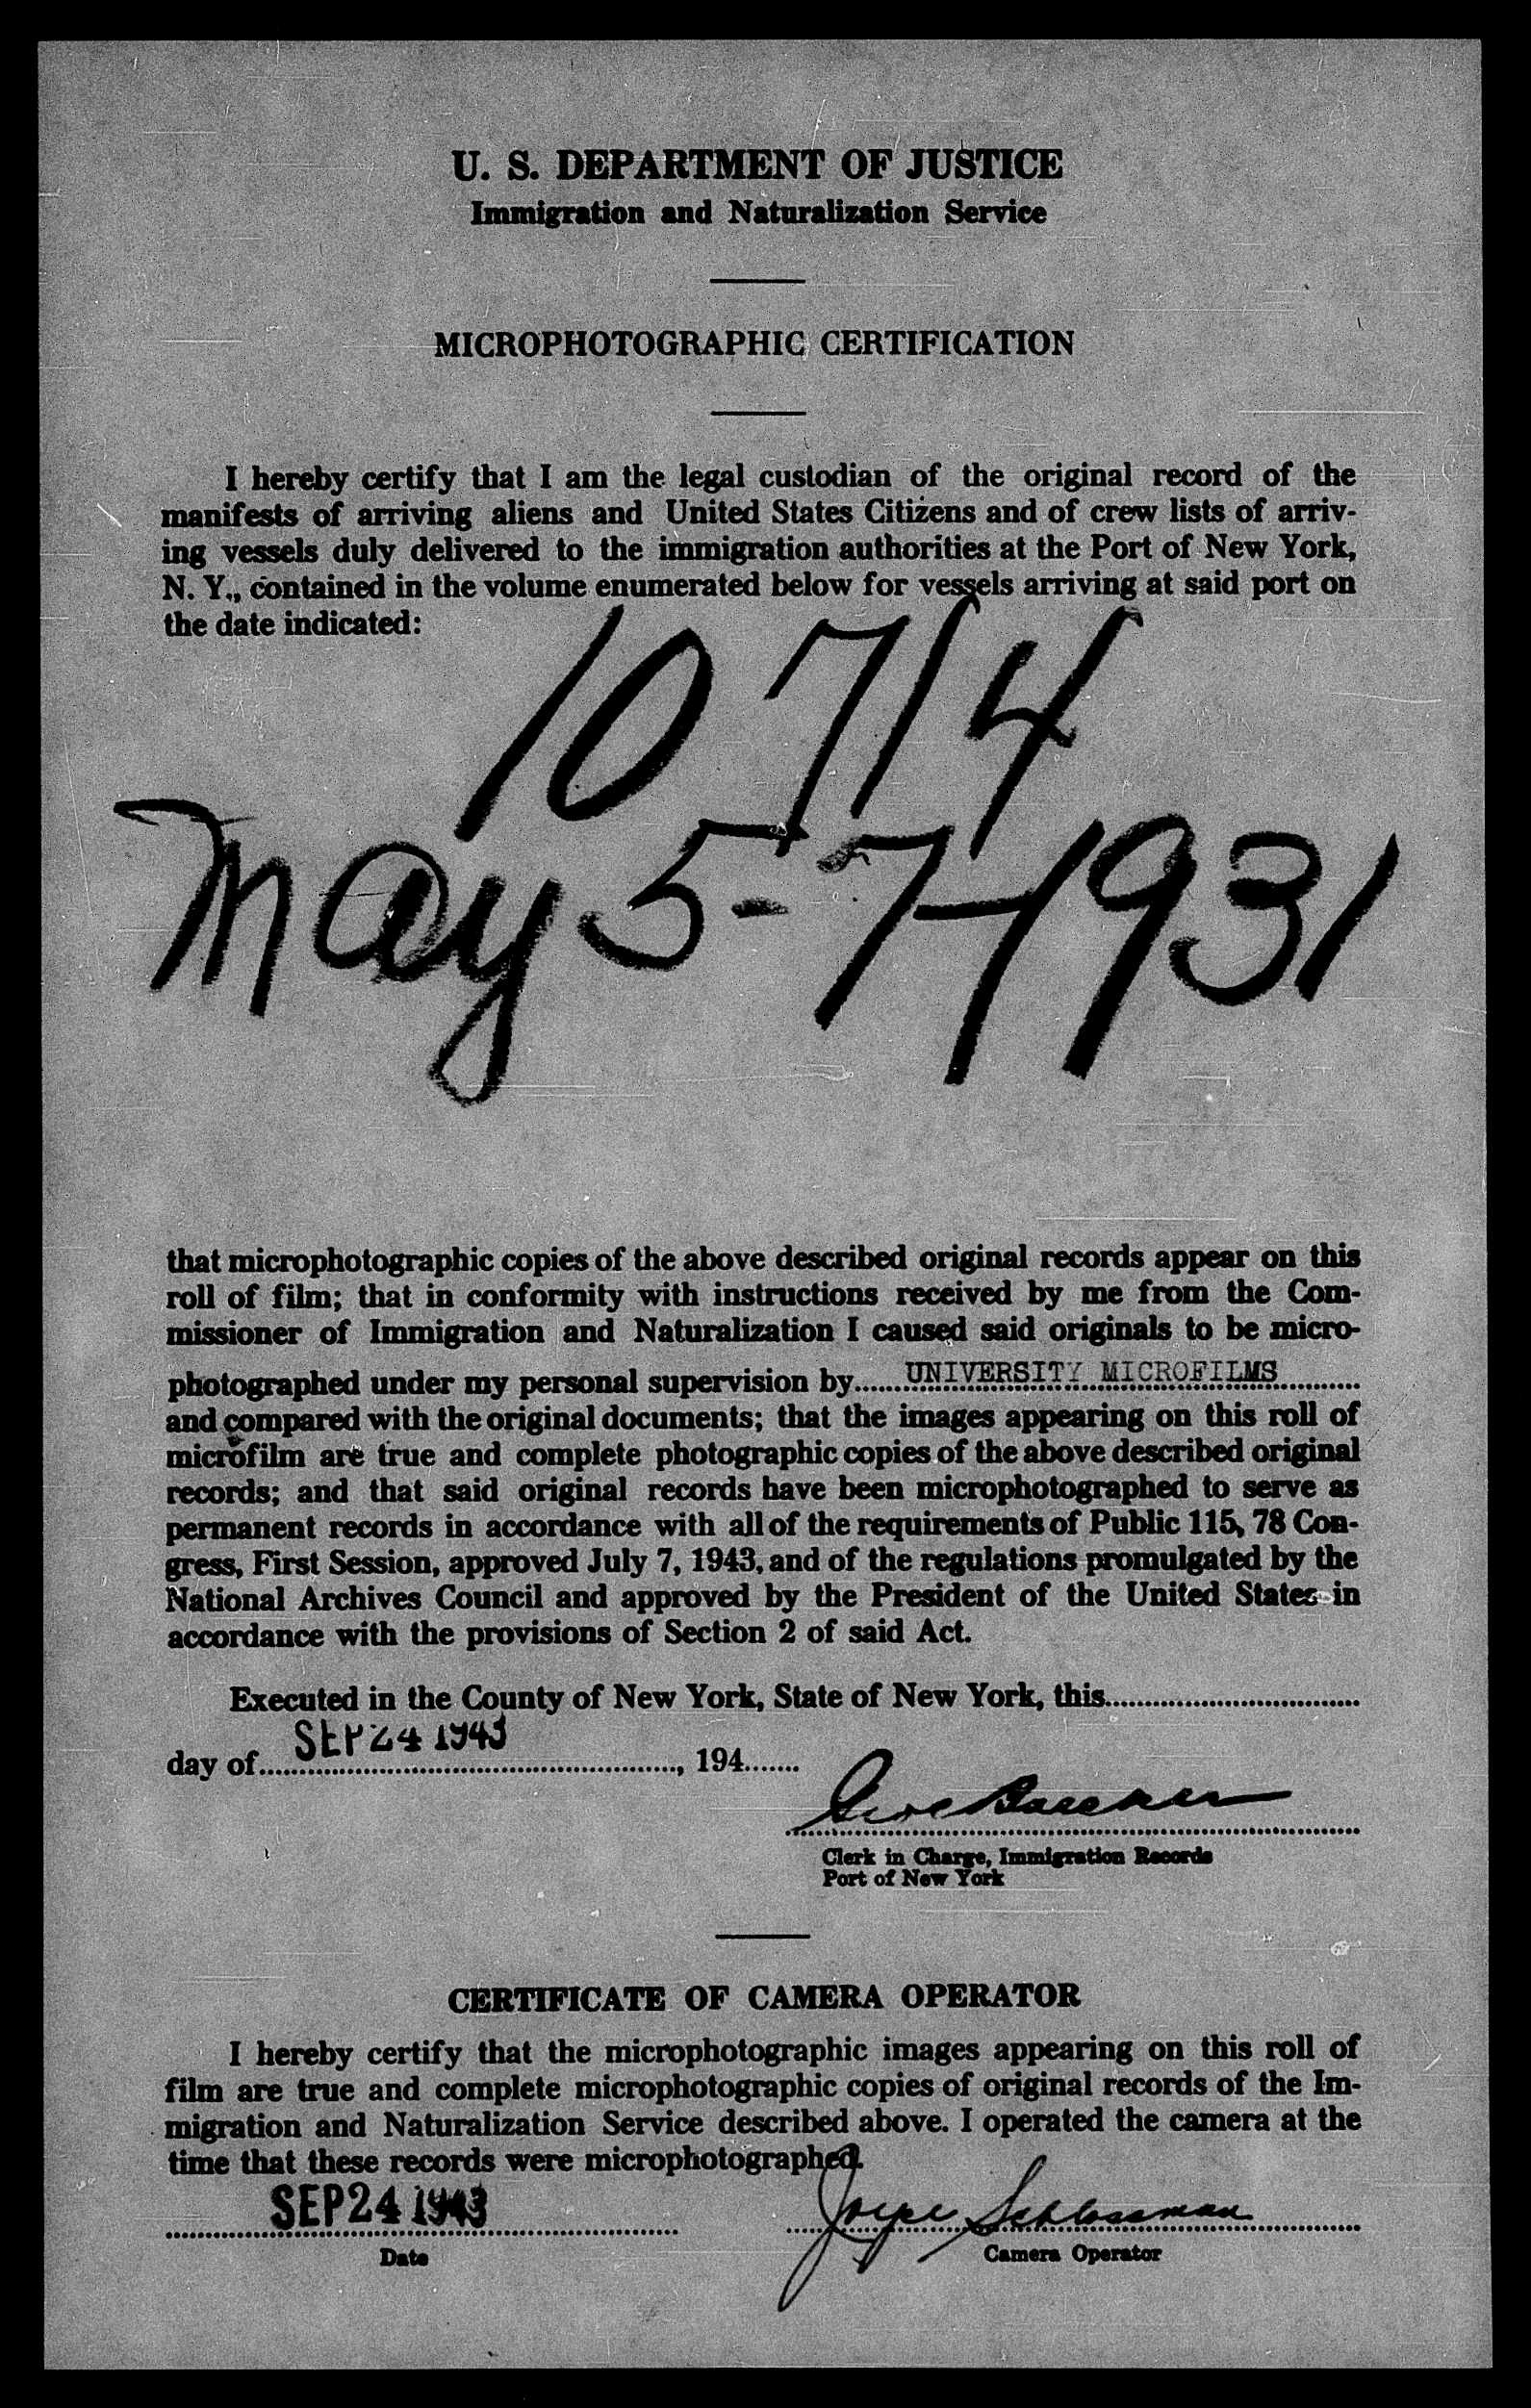 U. S. DEPARTMENT OF JUSTICE
Immigration and Naturalization Service
MICROPHOTOGRAPHIC CERTIFICATION
I hereby certify that I am the legal custodian of the original record of the
manifests of arriving aliens and United States Citizens and of crew lists of arriv-
ing vessels duly delivered to the immigration authorities at the Port of New York,
N. Y., contained in the volume enumerated below for vessels arriving at said port on
the date indicated:
10714
May 5-7-1931
that microphotographic copies of the above described original records appear on this
roll of film; that in conformity with instructions received by me from the Com-
missioner of Immigration and Naturalization I caused said originals to be micro-
photographed under my personal supervision by......UNIVERSITY MICROFILMS..........
and compared with the original documents; that the images appearing on this roll of
microfilm are true and complete photographic copies of the above described original
records; and that said original records have been microphotographed to serve as
permanent records in accordance with all of the requirements of Public 115, 78 Con-
gress, First Session, approved July 7, 1943, and of the regulations promulgated by the
National Archives Council and approved by the President of the United States in
accordance with the provisions of Section 2 of said Act.
Executed in the County of New York, State of New York, this................................
day of SEP 24 1943, 194.......
Clerk in Charge, Immigration Records
Port of New York
CERTIFICATE OF CAMERA OPERATOR
I hereby certify that the microphotographic images appearing on this roll of
film are true and complete microphotographic copies of original records of the Im-
migration and Naturalization Service described above. I operated the camera at the
time that these records were microphotographed.
SEP 24 1943 Schlossman
Date Camera Operator